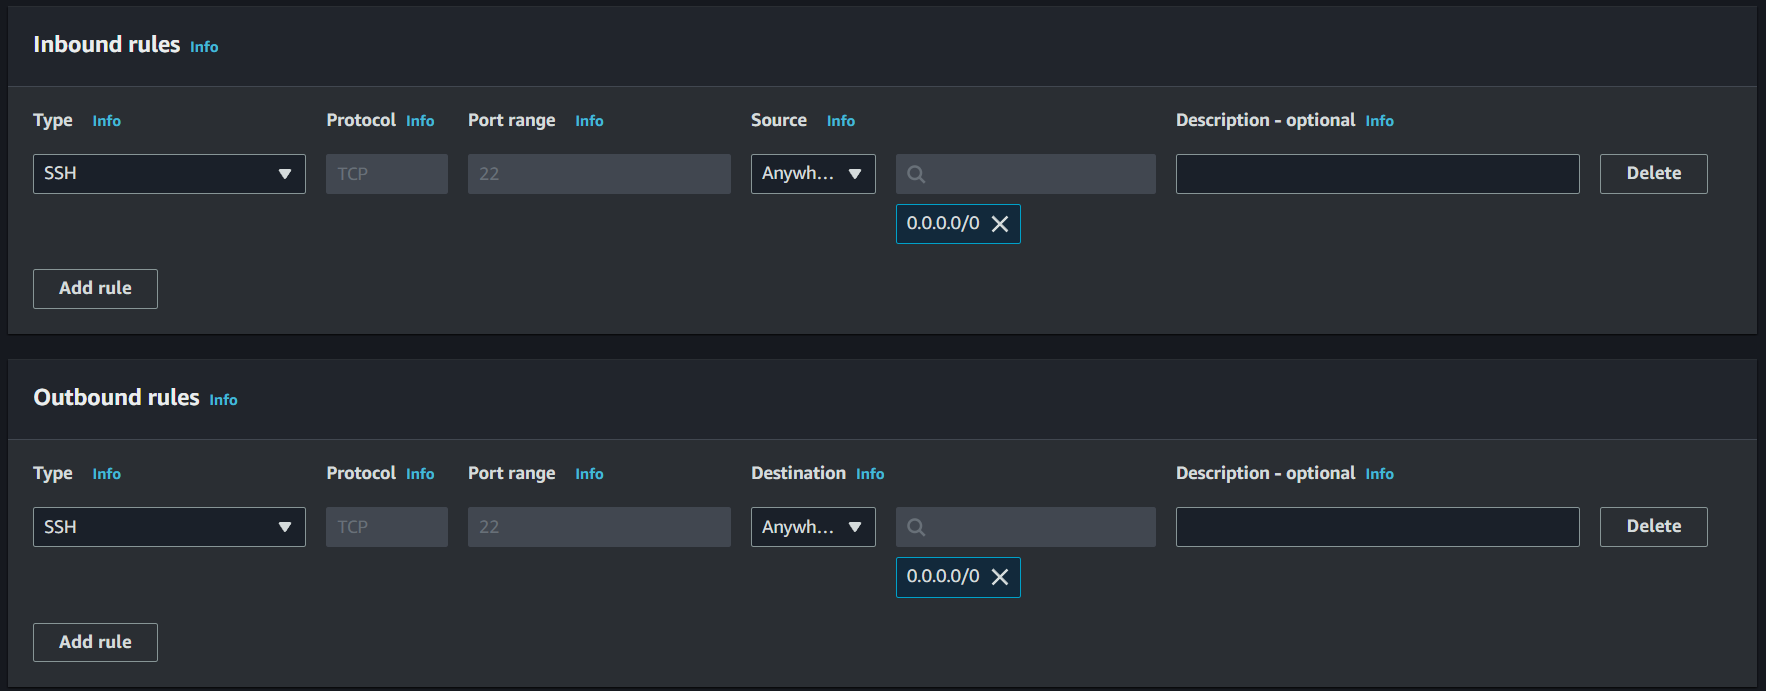 Inbound rules Info
Type Info Protocol Info Port range Info Source Info Description - optional Info
SSH TCP 22 Anywh... Delete
0.0.0.0/0
Add rule
Outbound rules Info
Type Info Protocol Info Port range Info Destination Info Description - optional Info
SSH TCP 22 Anywh... Delete
0.0.0.0/0
Add rule